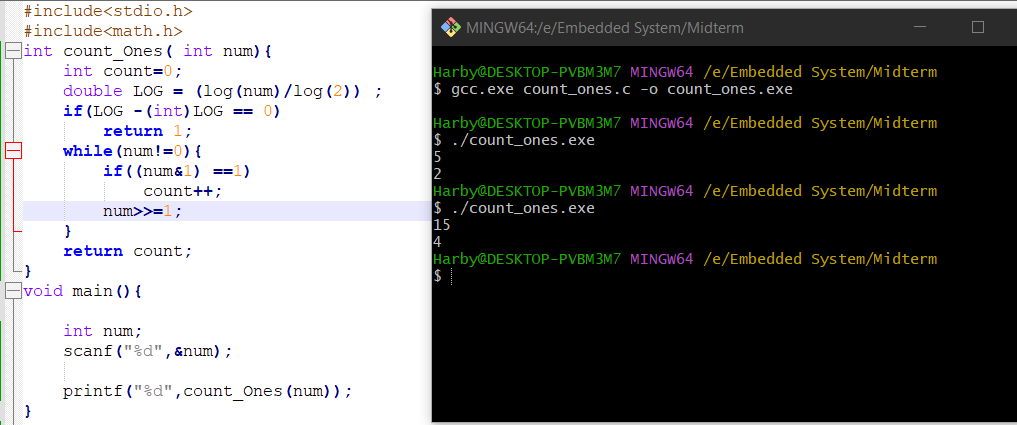 #include<stdio.h>
#include<math.h>
int count_Ones( int num){
    int count=0;
    double LOG = (log(num)/log(2)) ;
    if(LOG -(int)LOG == 0)
        return 1;
    while(num!=0){
        if((num&1) ==1)
            count++;
        num>>=1;
    }
    return count;
}
void main(){
    int num;
    scanf("%d",&num);
    printf("%d",count_Ones(num));
}
MINGW64:/e/Embedded System/Midterm
Harby@DESKTOP-PVBM3M7 MINGW64 /e/Embedded System/Midterm
$ gcc.exe count_ones.c -o count_ones.exe
Harby@DESKTOP-PVBM3M7 MINGW64 /e/Embedded System/Midterm
$ ./count_ones.exe
5
2
Harby@DESKTOP-PVBM3M7 MINGW64 /e/Embedded System/Midterm
$ ./count_ones.exe
15
4
Harby@DESKTOP-PVBM3M7 MINGW64 /e/Embedded System/Midterm
$